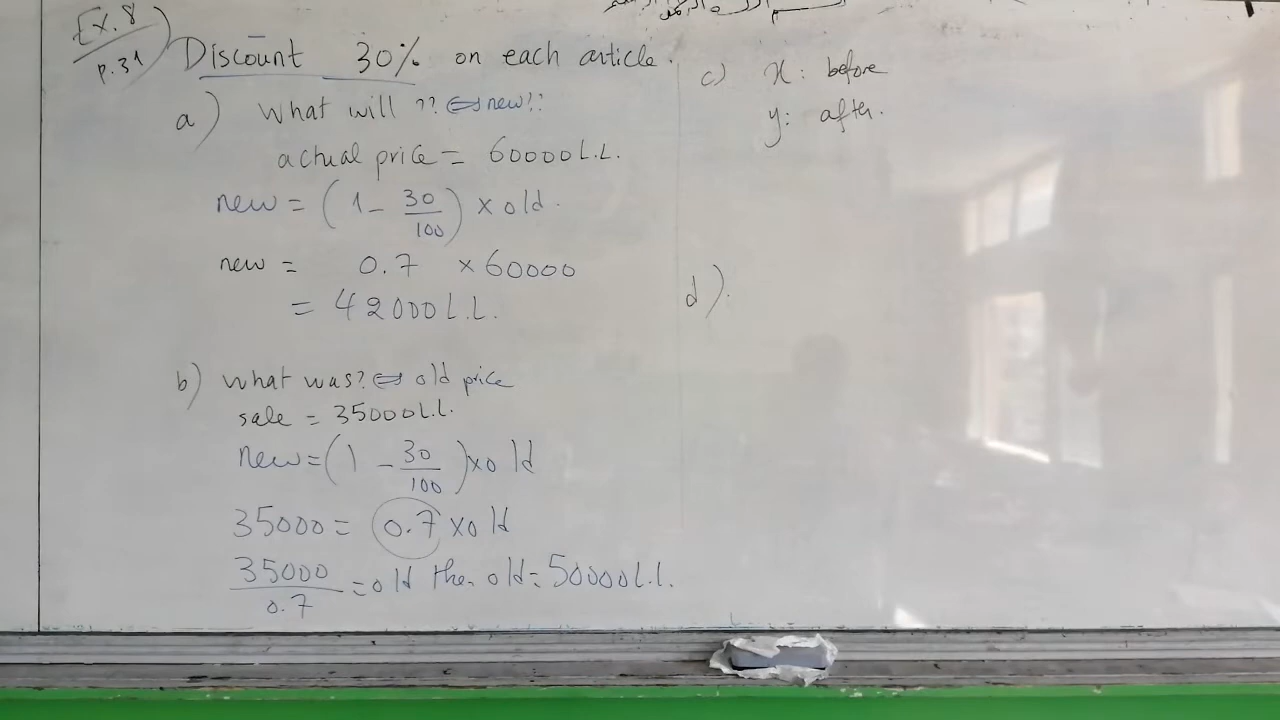 Ex. 8
p. 31
Discount 30% on each article.
a) What will ?? ⇔ new!?
actual price = 60000 L.L.
new = (1 - 30/100) × old.
new = 0.7 × 60000
= 42000 L.L.
b) what was? ⇔ old price
sale = 35000 L.L.
new = (1 - 30/100) × old
35000 = 0.7 × old
35000/0.7 = old then old = 50000 L.L.
c) x: before
y: after.
d).